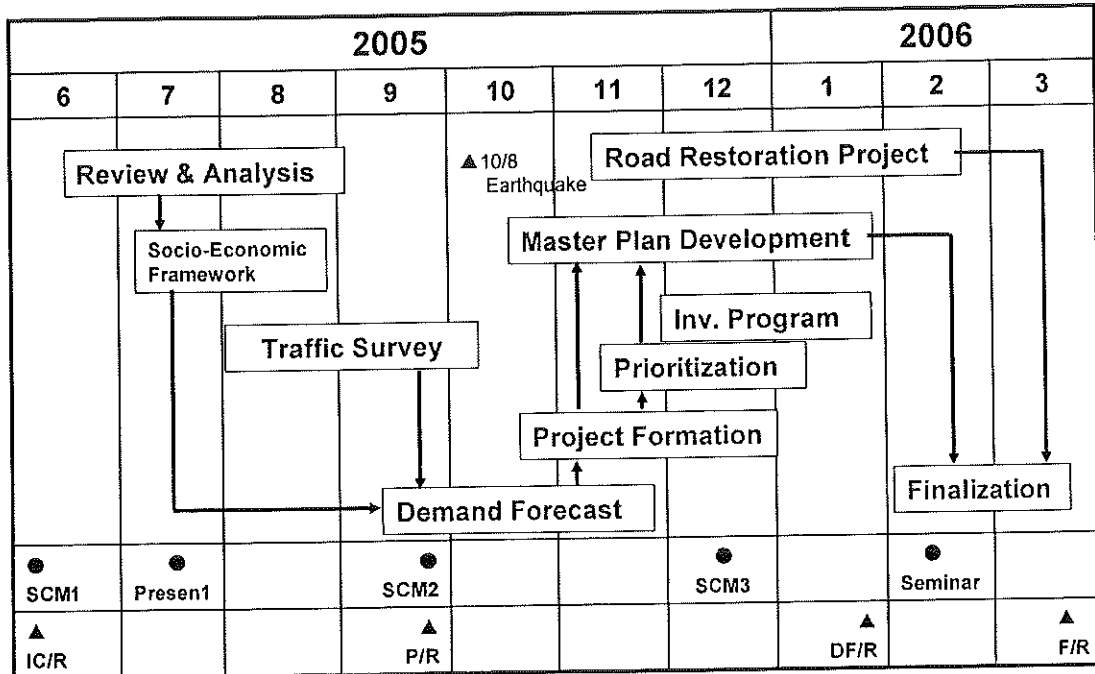 2005
2006
6
7
8
9
10
11
12
1
2
3
Review & Analysis
▲ 10/8
Earthquake
Road Restoration Project
Socio-Economic
Framework
Master Plan Development
Inv. Program
Traffic Survey
Prioritization
Project Formation
Demand Forecast
Finalization
SCM1
Present1
SCM2
SCM3
Seminar
IC/R
P/R
DF/R
F/R